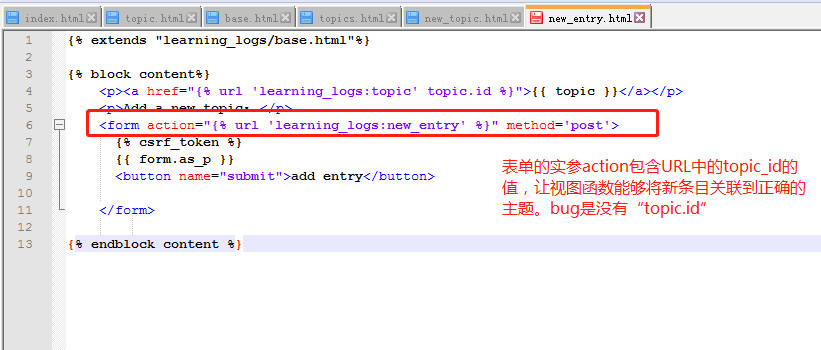 index.html topic.html base.html topics.html new_topic.html new_entry.html
1 {% extends "learning_logs/base.html"%}
2
3 {% block content%}
4 <p><a href="{% url 'learning_logs:topic' topic.id %}">{{ topic }}</a></p>
5 <p>Add a new topic: </p>
6 <form action="{% url 'learning_logs:new_entry' %}" method='post'>
7 {% csrf_token %}
8 {{ form.as_p }}
9 <button name="submit">add entry</button>
10
11 </form>
12
13 {% endblock content %}
表单的实参action包含URL中的topic_id的
值，让视图函数能够将新条目关联到正确的
主题。bug是没有“topic.id”